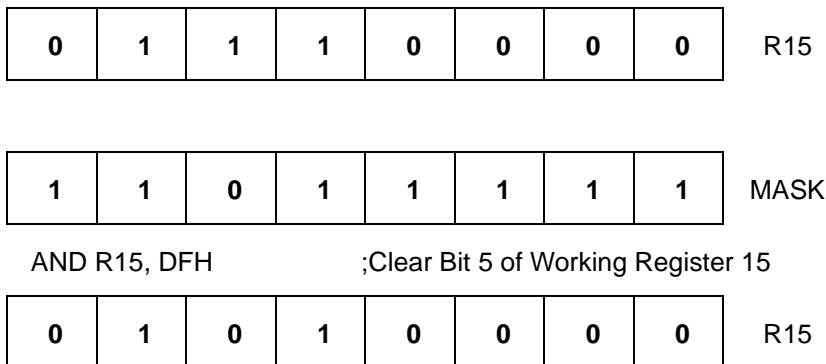 0 1 1 1 0 0 0 0 R15
1 1 0 1 1 1 1 1 MASK
AND R15, DFH ;Clear Bit 5 of Working Register 15
0 1 0 1 0 0 0 0 R15